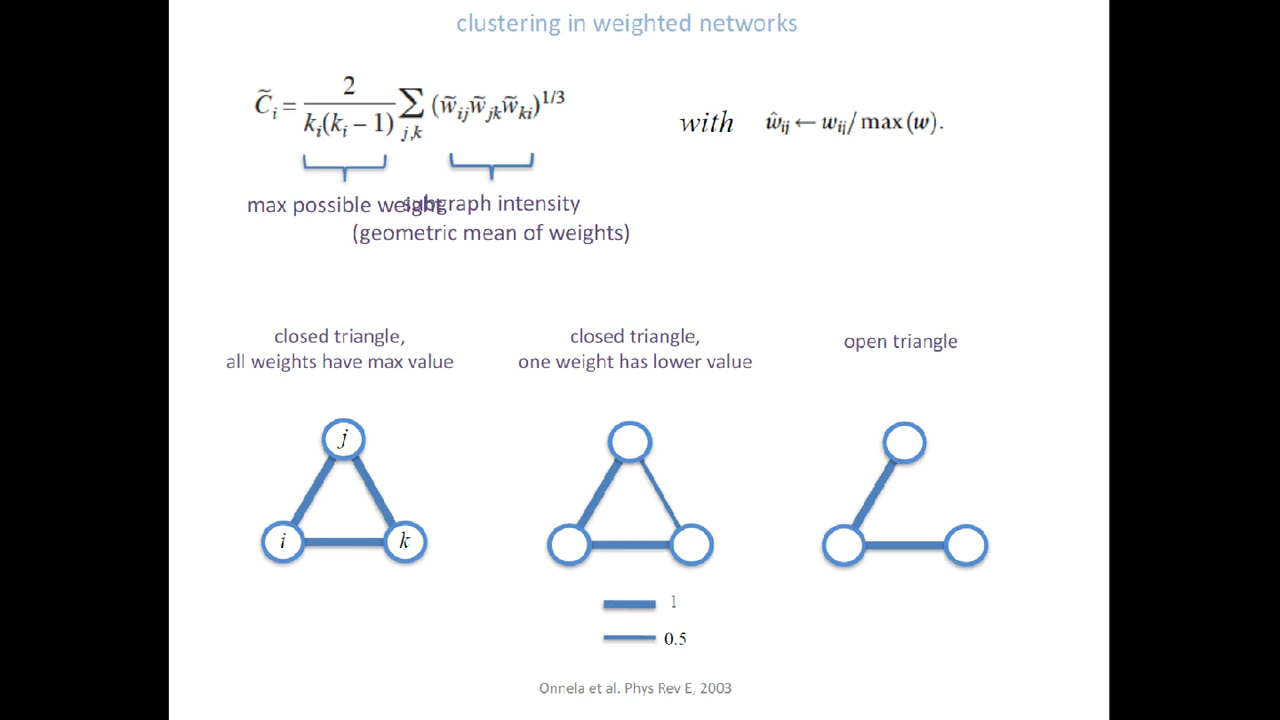 clustering in weighted networks
C̃ᵢ = 2 / kᵢ(kᵢ − 1) ∑ⱼ,ₖ (w̃ᵢⱼw̃ⱼₖw̃ₖᵢ)^1/3
with ŵᵢⱼ ← wᵢⱼ/ max (w).
max possible weight
subgraph intensity
(geometric mean of weights)
closed triangle,
all weights have max value
closed triangle,
one weight has lower value
open triangle
j
i
k
1
0.5
Onnela et al. Phys Rev E, 2003